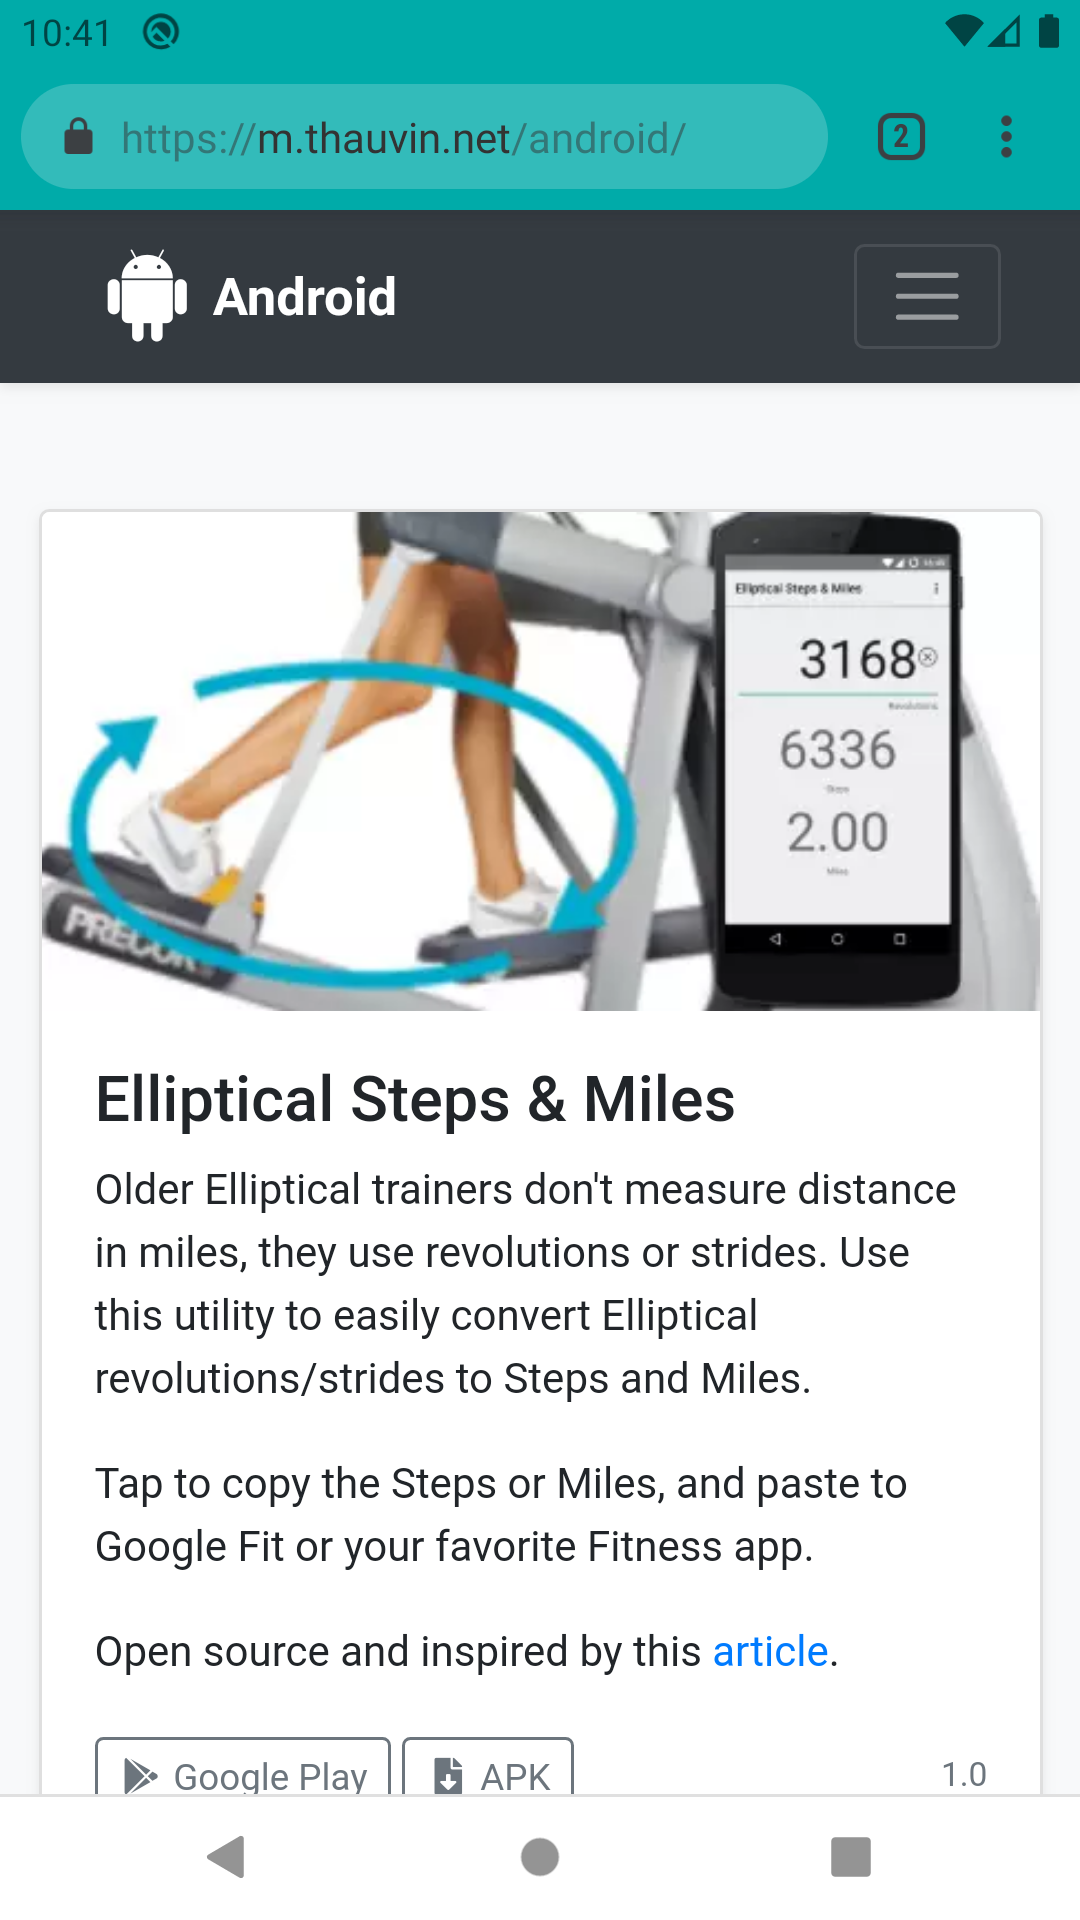 10:41
https://m.thauvin.net/android/
2
Android
Elliptical Steps & Miles
3168
Revolutions
6336
Steps
2.00
Miles
PRECOR
Elliptical Steps & Miles
Older Elliptical trainers don't measure distance
in miles, they use revolutions or strides. Use
this utility to easily convert Elliptical
revolutions/strides to Steps and Miles.
Tap to copy the Steps or Miles, and paste to
Google Fit or your favorite Fitness app.
Open source and inspired by this article.
Google Play
APK
1.0